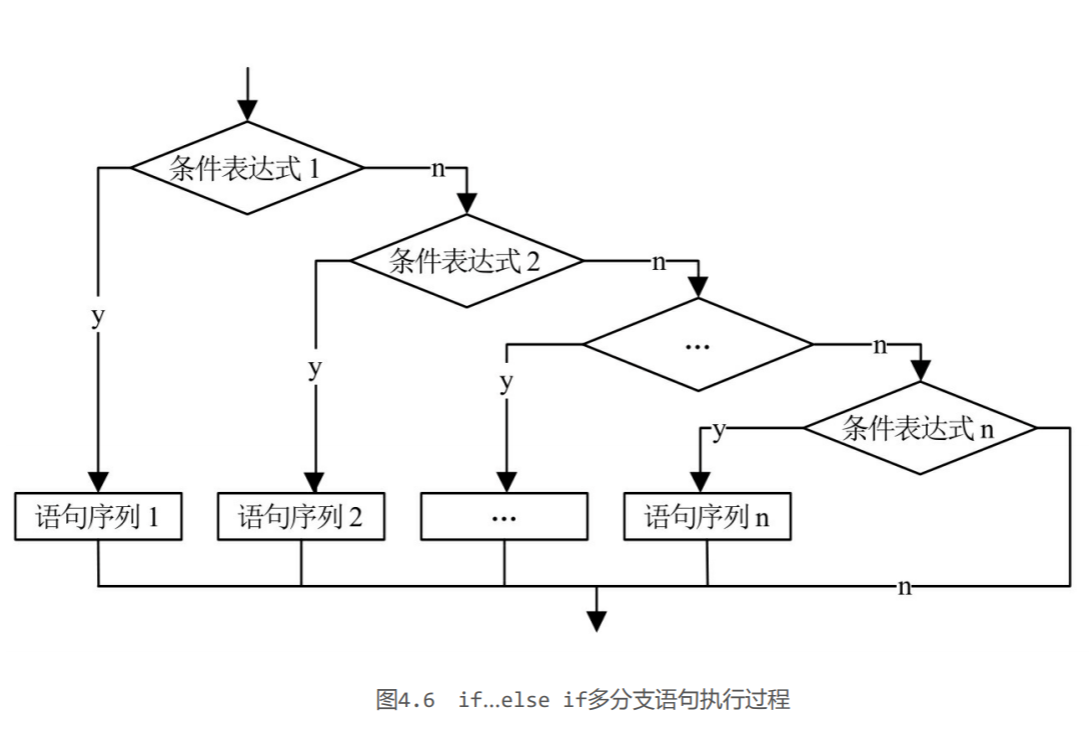 条件表达式 1
n
条件表达式 2
n
y
...
n
y
y
条件表达式 n
y
语句序列 1
语句序列 2
...
语句序列 n
n
图4.6 if…else if多分支语句执行过程